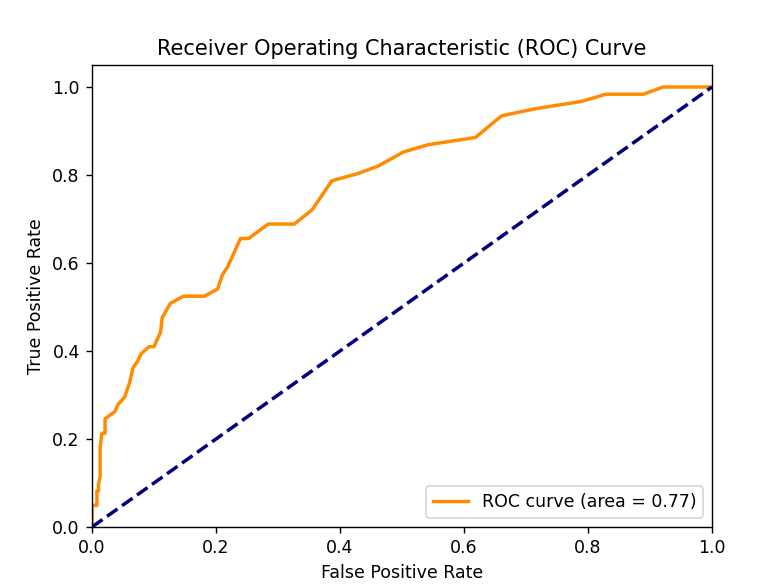 Receiver Operating Characteristic (ROC) Curve
1.0
0.8
0.6
0.4
0.2
0.0
True Positive Rate
ROC curve (area = 0.77)
0.0 0.2 0.4 0.6 0.8 1.0
False Positive Rate